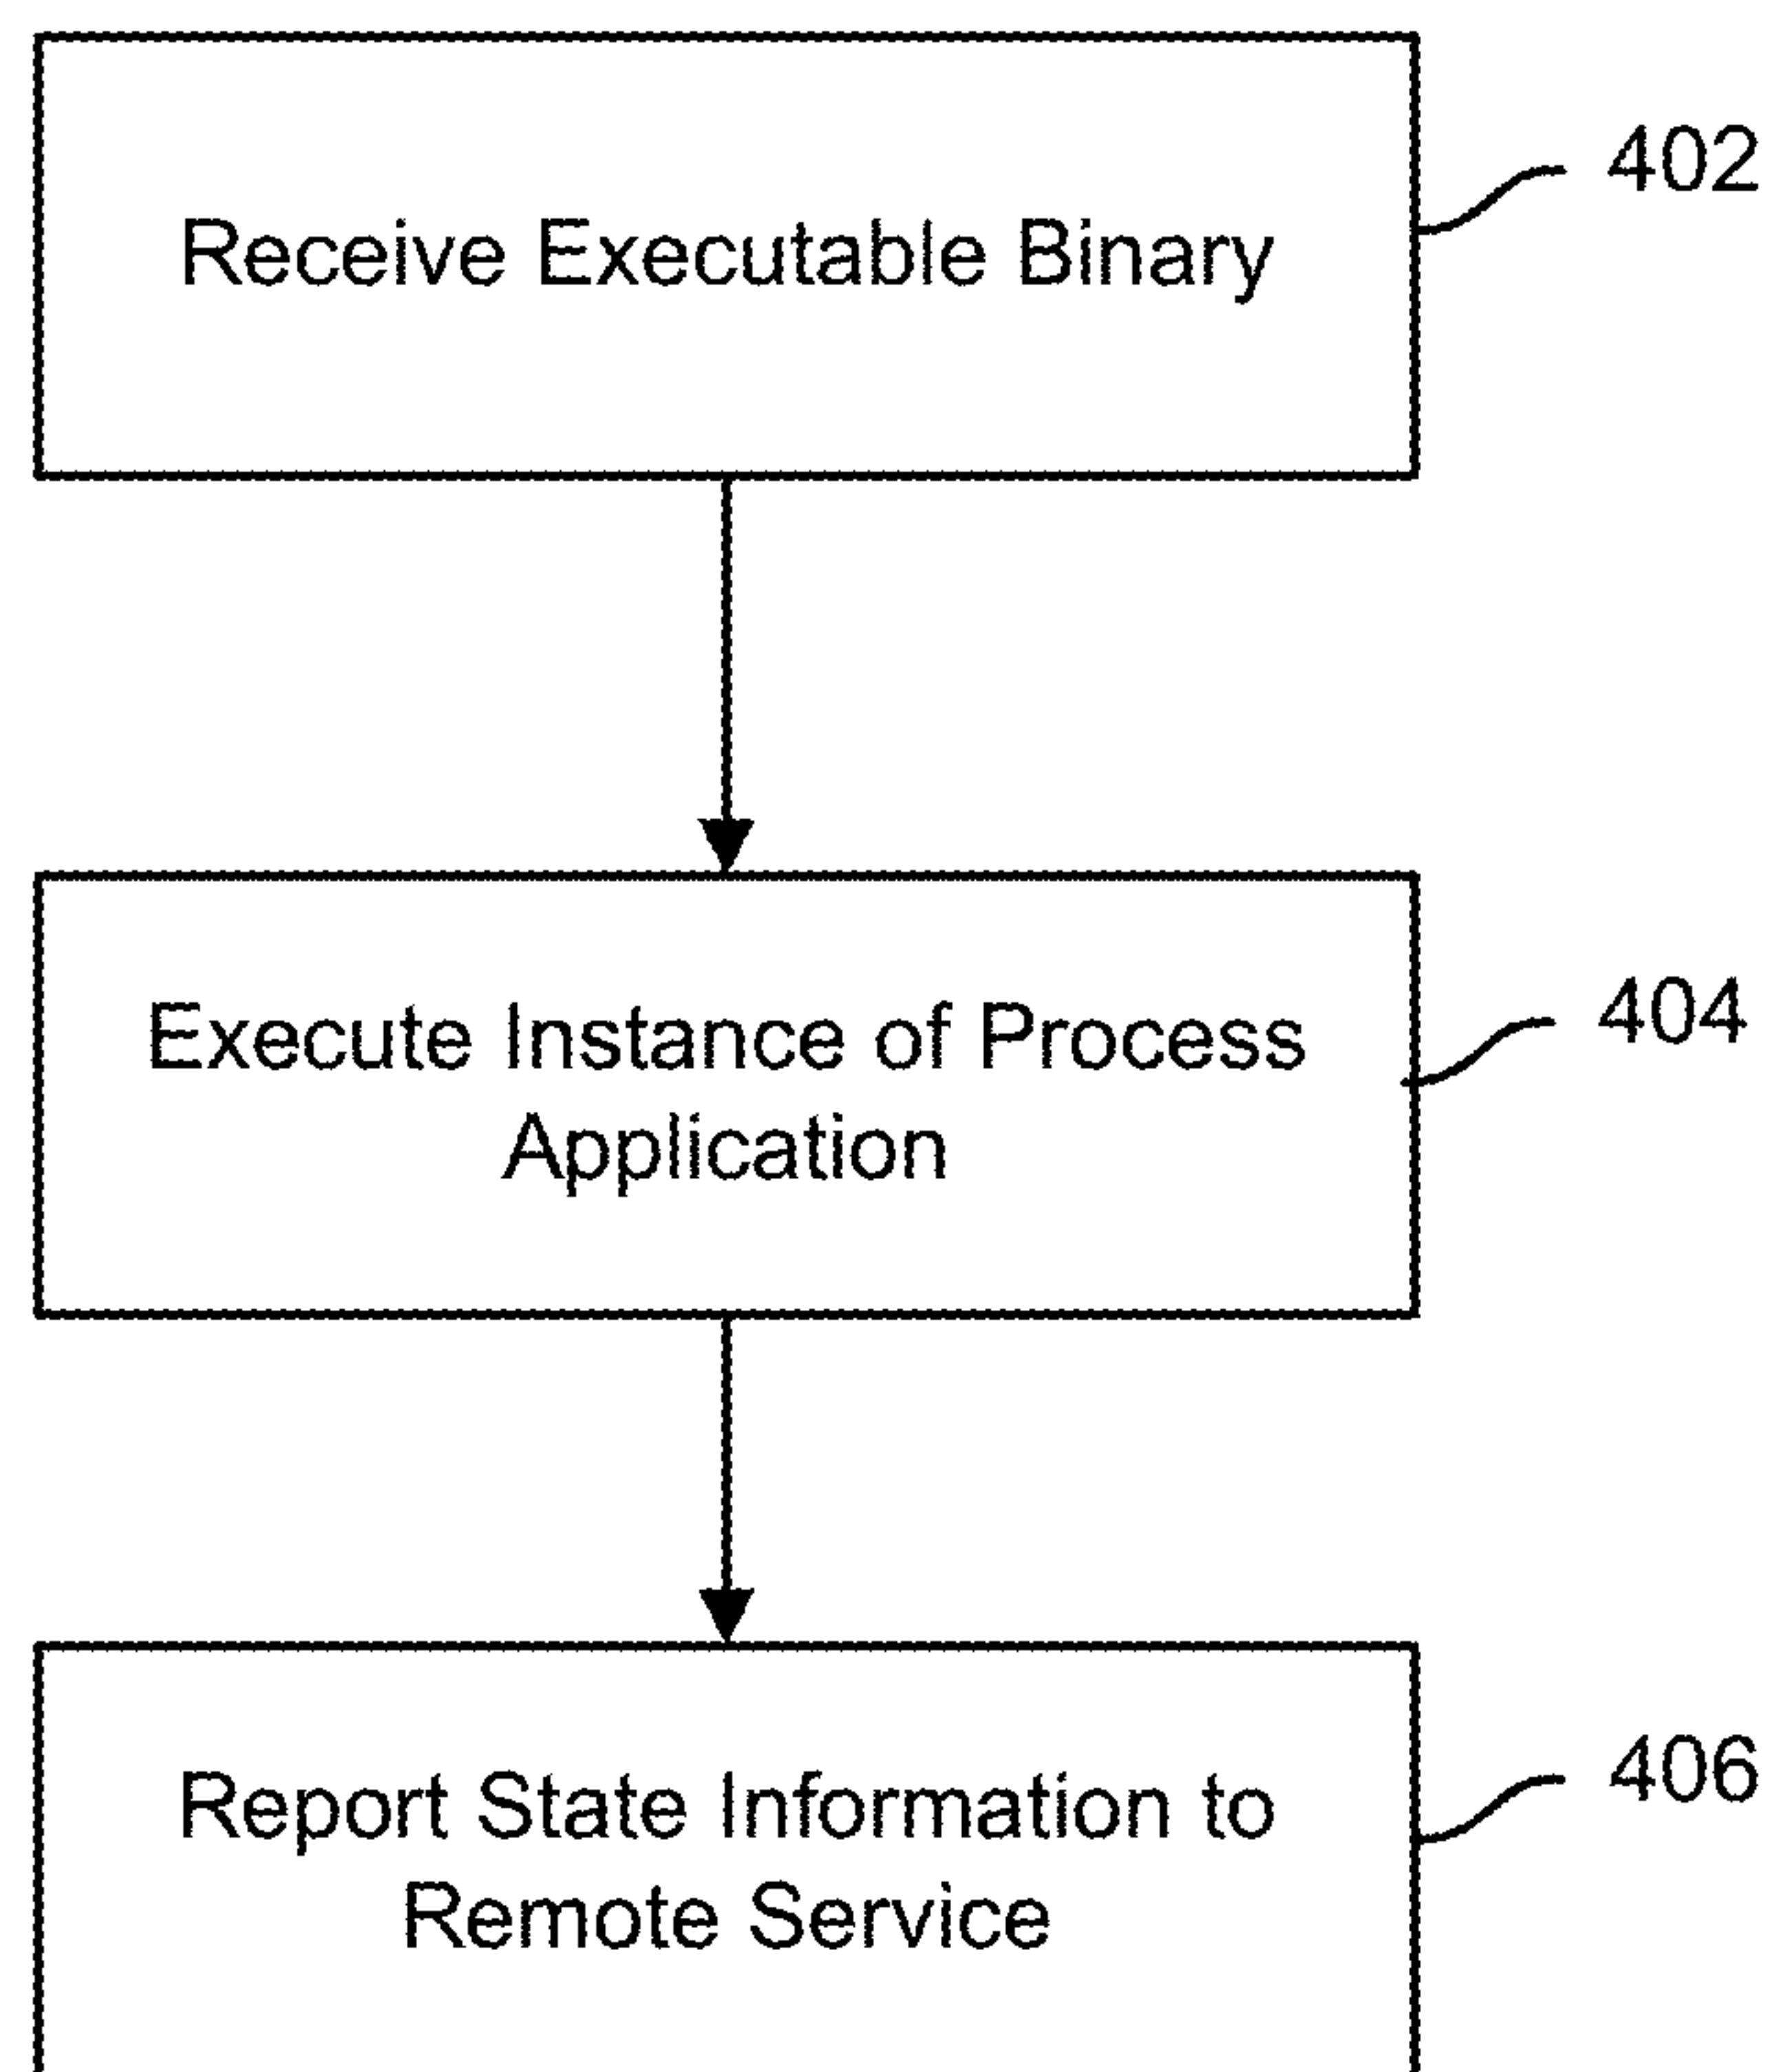 Receive Executable Binary
402
Execute Instance of Process
Application
404
Report State Information to
Remote Service
406